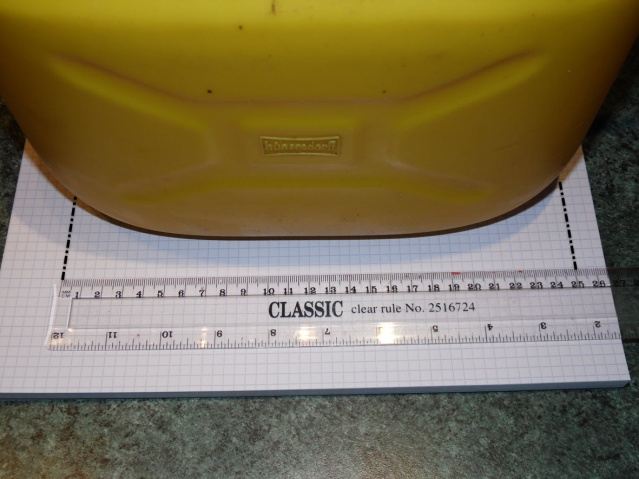 hünersdorff
1 2 3 4 5 6 7 8 9 10 11 12 13 14 15 16 17 18 19 20 21 22 23 24 25 26
CLASSIC clear rule No. 2516724
12 11 10 9 8 7 6 5 4 3 2